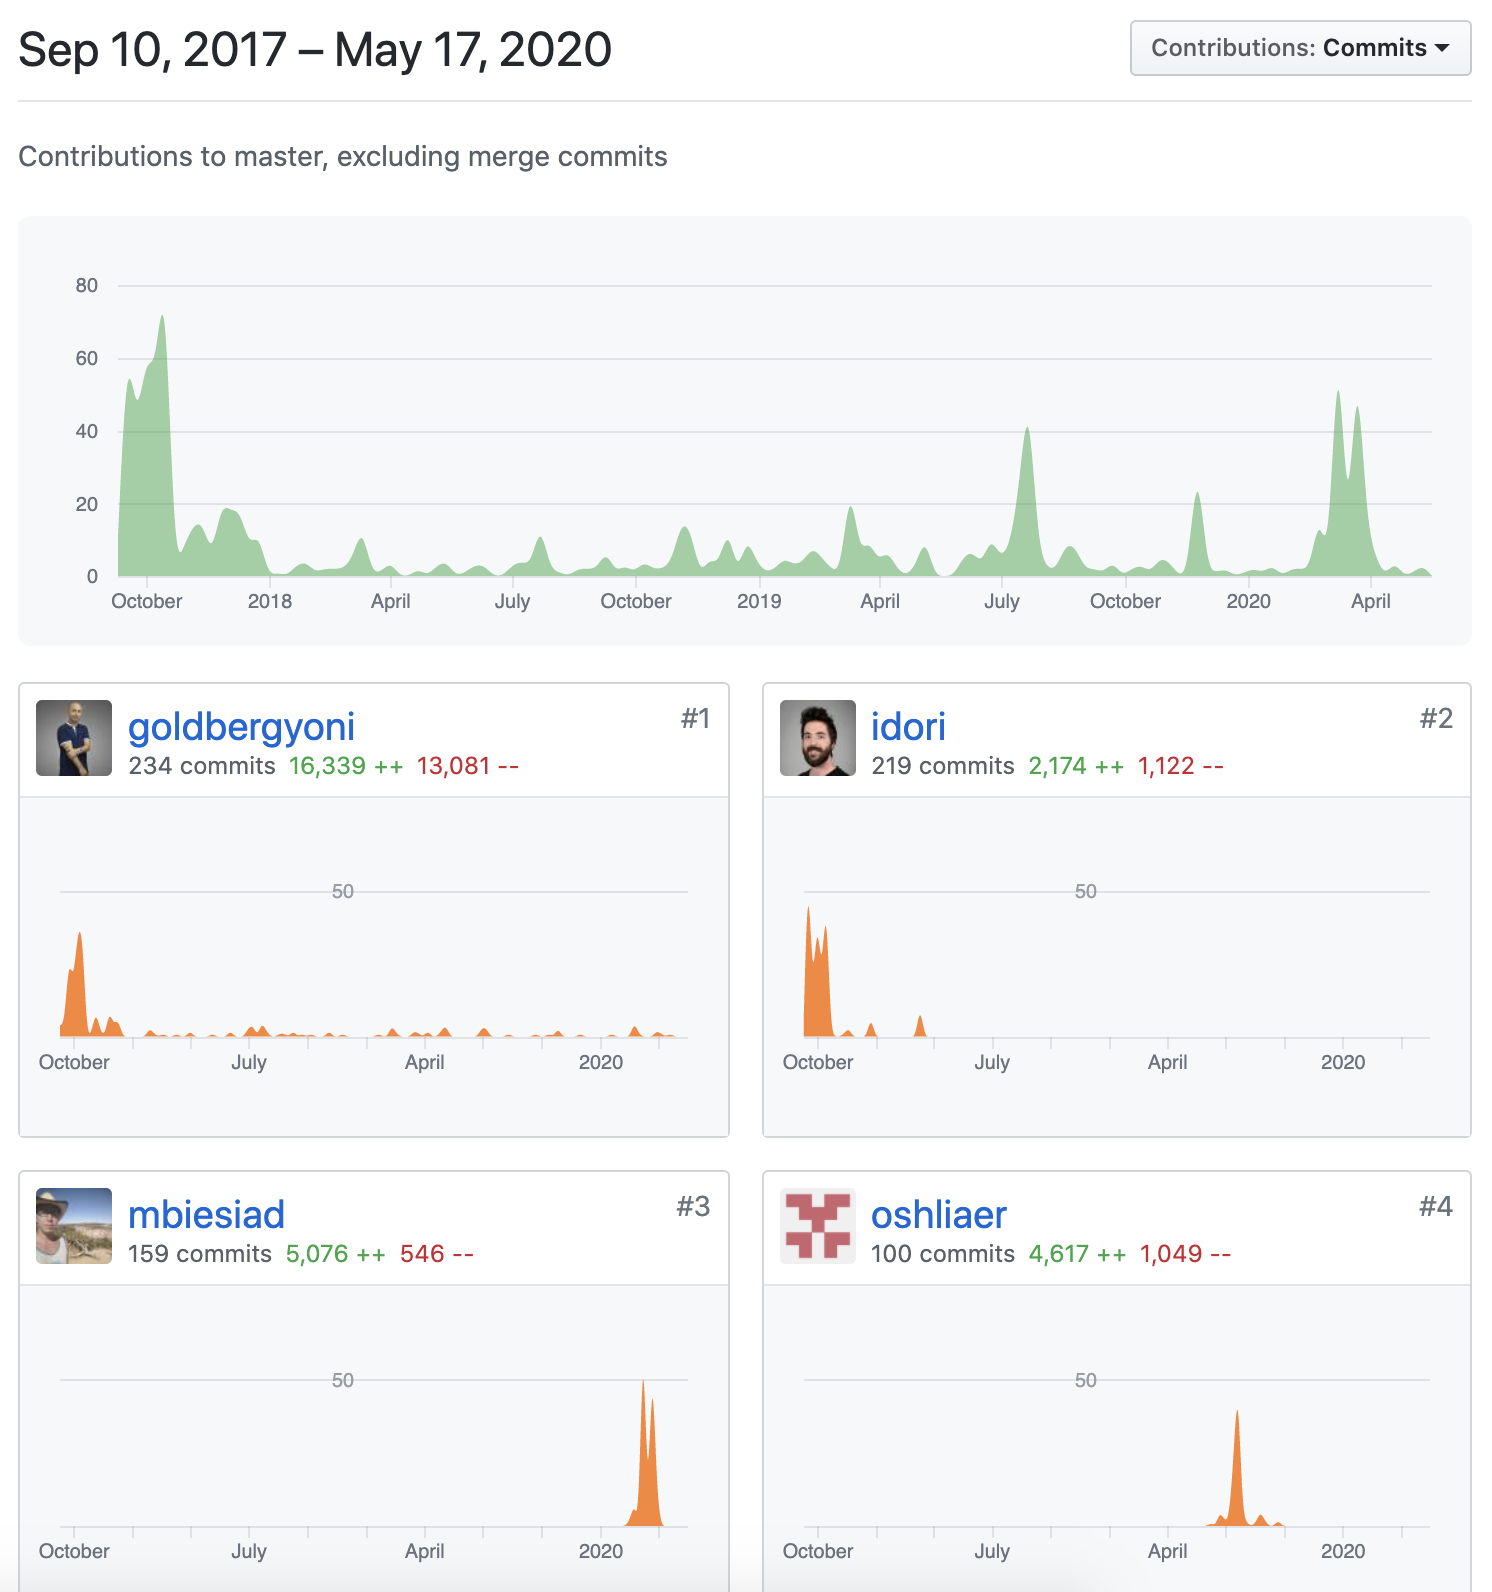 Sep 10, 2017 – May 17, 2020
Contributions: Commits
Contributions to master, excluding merge commits
80
60
40
20
0
October 2018 April July October 2019 April July October 2020 April
goldbergyoni #1
234 commits 16,339 ++ 13,081 --
50
October July April 2020
idori #2
219 commits 2,174 ++ 1,122 --
50
October July April 2020
mbiesiad #3
159 commits 5,076 ++ 546 --
50
October July April 2020
oshliaer #4
100 commits 4,617 ++ 1,049 --
50
October July April 2020